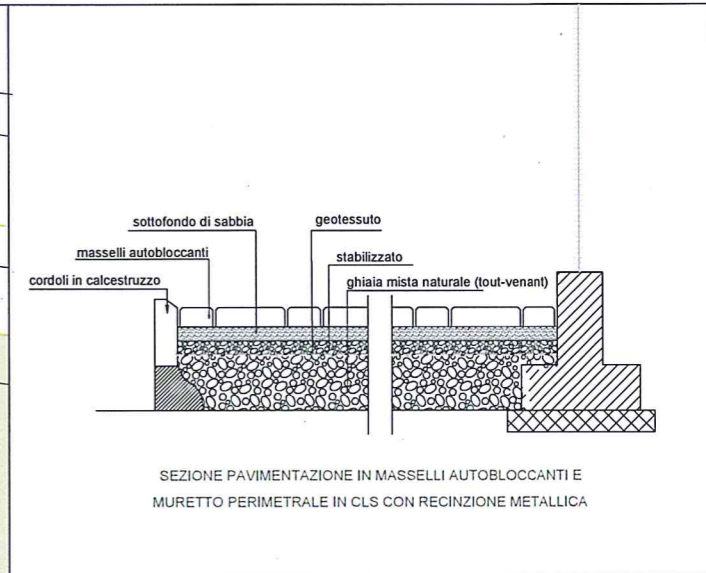 sottofondo di sabbia
geotessuto
masselli autobloccanti
stabilizzato
cordoli in calcestruzzo
ghiaia mista naturale (tout-venant)
SEZIONE PAVIMENTAZIONE IN MASSELLI AUTOBLOCCANTI E
MURETTO PERIMETRALE IN CLS CON RECINZIONE METALLICA